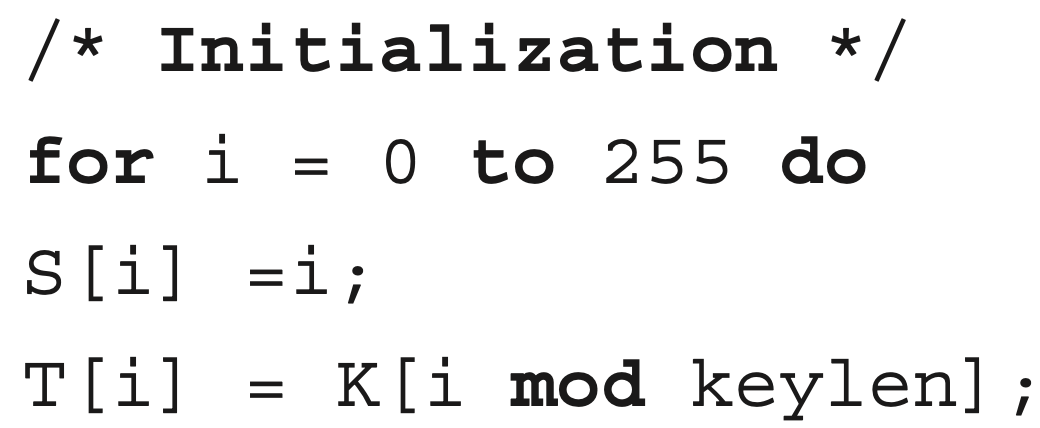 /* Initialization */
for i = 0 to 255 do
S[i] =i;
T[i] = K[i mod keylen];